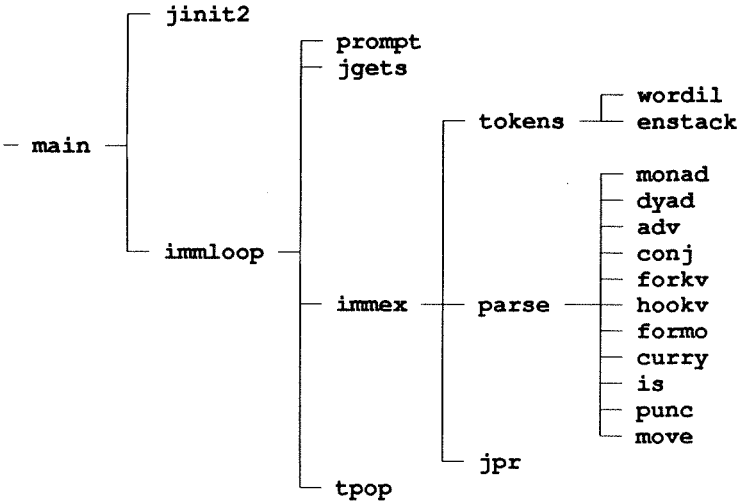 jinit2
prompt
jgets
wordil
tokens
enstack
main
monad
dyad
adv
immloop
conj
forkv
immex
parse
hookv
formo
curry
is
punc
move
jpr
tpop